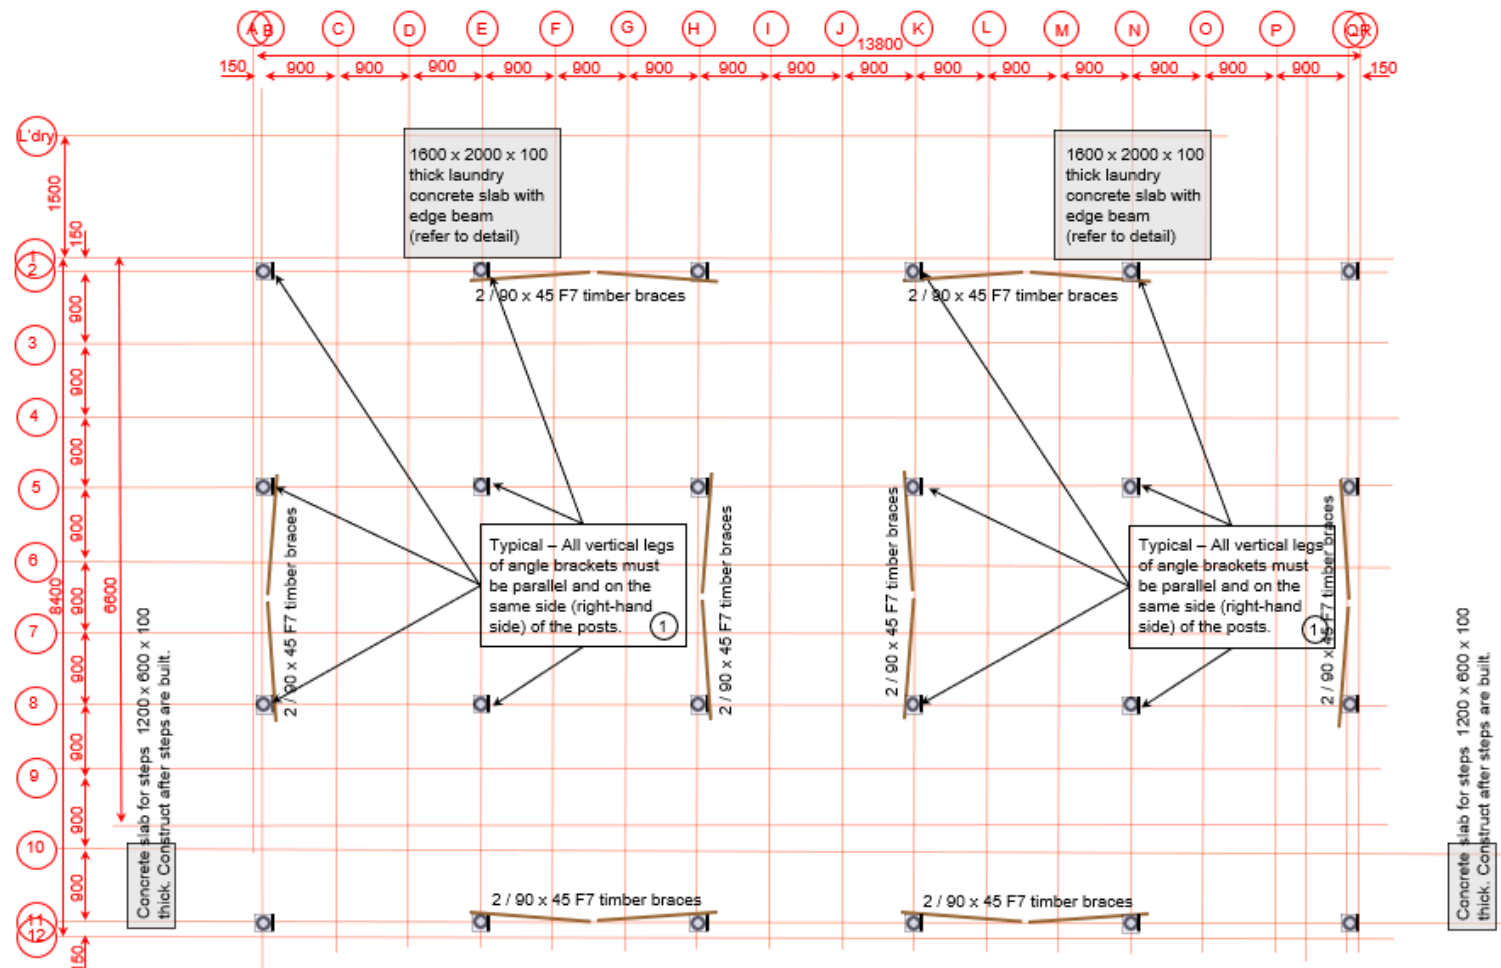 A B C D E F G H I J K L M N O P Q R
13800
150 900 900 900 900 900 900 900 900 900 900 900 900 900 900 900 150
L'dry
1500
150
1
2
900
3
900
4
900
5
900
6
900
7
900
8
900
9
900
10
900
11
12
150
8400
6600
1600 x 2000 x 100
thick laundry
concrete slab with
edge beam
(refer to detail)
1600 x 2000 x 100
thick laundry
concrete slab with
edge beam
(refer to detail)
2 / 90 x 45 F7 timber braces
2 / 90 x 45 F7 timber braces
2 / 90 x 45 F7 timber braces
Typical – All vertical legs
of angle brackets must
be parallel and on the
same side (right-hand
side) of the posts.
1
2 / 90 x 45 F7 timber braces
2 / 90 x 45 F7 timber braces
Typical – All vertical legs
of angle brackets must
be parallel and on the
same side (right-hand
side) of the posts.
1
2 / 90 x 45 F7 timber braces
Concrete slab for steps 1200 x 600 x 100
thick. Construct after steps are built.
Concrete slab for steps 1200 x 600 x 100
thick. Construct after steps are built.
2 / 90 x 45 F7 timber braces
2 / 90 x 45 F7 timber braces